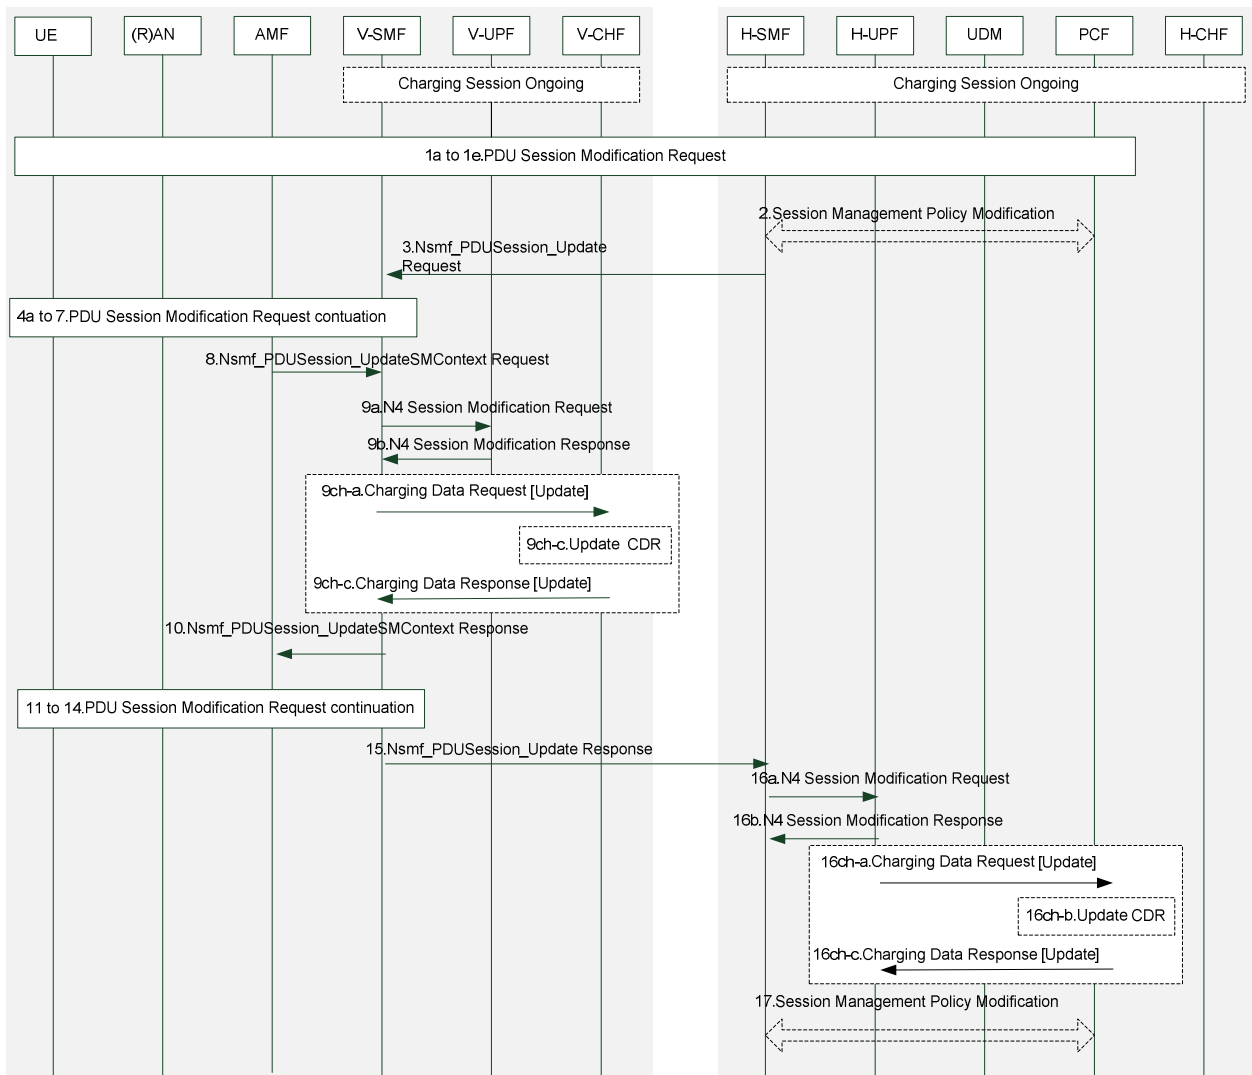 UE
(R)AN
AMF
V-SMF
V-UPF
V-CHF
H-SMF
H-UPF
UDM
PCF
H-CHF
Charging Session Ongoing
Charging Session Ongoing
1a to 1e.PDU Session Modification Request
2.Session Management Policy Modification
3.Nsmf_PDUSession_Update
Request
4a to 7.PDU Session Modification Request contuation
8.Nsmf_PDUSession_UpdateSMContext Request
9a.N4 Session Modification Request
9b.N4 Session Modification Response
9ch-a.Charging Data Request [Update]
9ch-c.Update CDR
9ch-c.Charging Data Response [Update]
10.Nsmf_PDUSession_UpdateSMContext Response
11 to 14.PDU Session Modification Request continuation
15.Nsmf_PDUSession_Update Response
16a.N4 Session Modification Request
16b.N4 Session Modification Response
16ch-a.Charging Data Request [Update]
16ch-b.Update CDR
16ch-c.Charging Data Response [Update]
17.Session Management Policy Modification